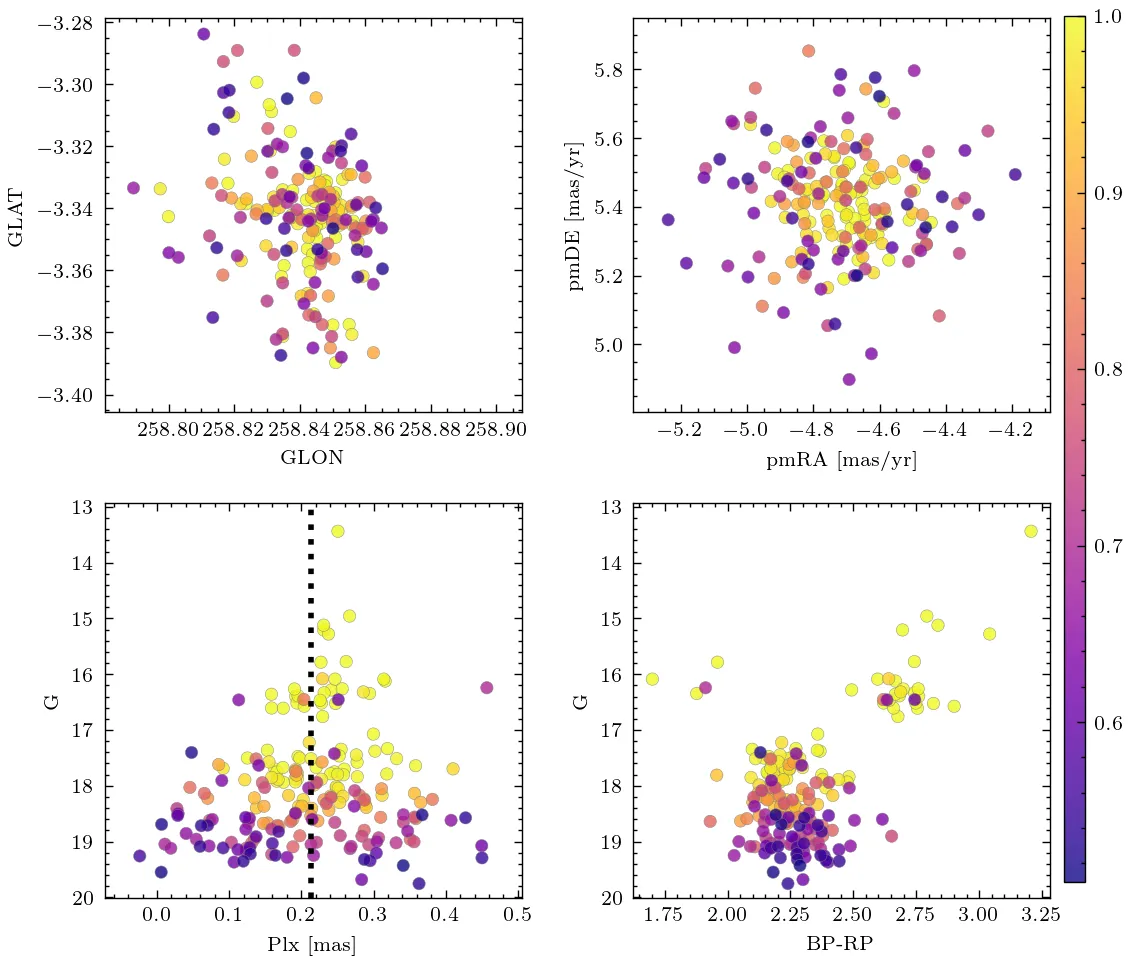 −3.28
−3.30
−3.32
−3.34
−3.36
−3.38
−3.40
GLAT
258.80 258.82 258.84 258.86 258.88 258.90
GLON
5.8
5.6
5.4
5.2
5.0
pmDE [mas/yr]
−5.2 −5.0 −4.8 −4.6 −4.4 −4.2
pmRA [mas/yr]
1.0
0.9
0.8
0.7
0.6
13
14
15
16
17
18
19
20
G
0.0 0.1 0.2 0.3 0.4 0.5
Plx [mas]
13
14
15
16
17
18
19
20
G
1.75 2.00 2.25 2.50 2.75 3.00 3.25
BP-RP